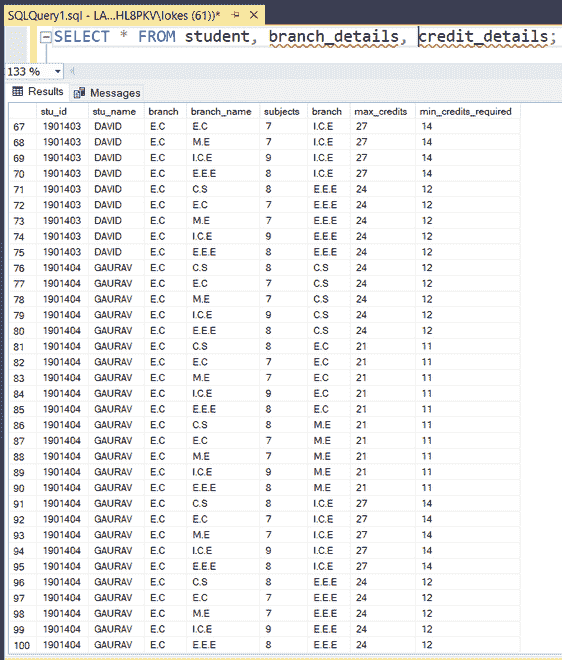 SQLQuery1.sql - LA...HL8PKV\lokes (61))*
SELECT * FROM student, branch_details, credit_details;
133 %
Results Messages
stu_id stu_name branch branch_name subjects branch max_credits min_credits_required
67 1901403 DAVID E.C E.C 7 I.C.E 27 14
68 1901403 DAVID E.C M.E 7 I.C.E 27 14
69 1901403 DAVID E.C I.C.E 9 I.C.E 27 14
70 1901403 DAVID E.C E.E.E 8 I.C.E 27 14
71 1901403 DAVID E.C C.S 8 E.E.E 24 12
72 1901403 DAVID E.C E.C 7 E.E.E 24 12
73 1901403 DAVID E.C M.E 7 E.E.E 24 12
74 1901403 DAVID E.C I.C.E 9 E.E.E 24 12
75 1901403 DAVID E.C E.E.E 8 E.E.E 24 12
76 1901404 GAURAV E.C C.S 8 C.S 24 12
77 1901404 GAURAV E.C E.C 7 C.S 24 12
78 1901404 GAURAV E.C M.E 7 C.S 24 12
79 1901404 GAURAV E.C I.C.E 9 C.S 24 12
80 1901404 GAURAV E.C E.E.E 8 C.S 24 12
81 1901404 GAURAV E.C C.S 8 E.C 21 11
82 1901404 GAURAV E.C E.C 7 E.C 21 11
83 1901404 GAURAV E.C M.E 7 E.C 21 11
84 1901404 GAURAV E.C I.C.E 9 E.C 21 11
85 1901404 GAURAV E.C E.E.E 8 E.C 21 11
86 1901404 GAURAV E.C C.S 8 M.E 21 11
87 1901404 GAURAV E.C E.C 7 M.E 21 11
88 1901404 GAURAV E.C M.E 7 M.E 21 11
89 1901404 GAURAV E.C I.C.E 9 M.E 21 11
90 1901404 GAURAV E.C E.E.E 8 M.E 21 11
91 1901404 GAURAV E.C C.S 8 I.C.E 27 14
92 1901404 GAURAV E.C E.C 7 I.C.E 27 14
93 1901404 GAURAV E.C M.E 7 I.C.E 27 14
94 1901404 GAURAV E.C I.C.E 9 I.C.E 27 14
95 1901404 GAURAV E.C E.E.E 8 I.C.E 27 14
96 1901404 GAURAV E.C C.S 8 E.E.E 24 12
97 1901404 GAURAV E.C E.C 7 E.E.E 24 12
98 1901404 GAURAV E.C M.E 7 E.E.E 24 12
99 1901404 GAURAV E.C I.C.E 9 E.E.E 24 12
100 1901404 GAURAV E.C E.E.E 8 E.E.E 24 12